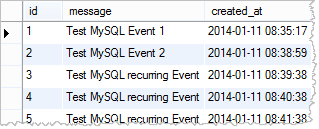 id message created_at
1 Test MySQL Event 1 2014-01-11 08:35:17
2 Test MySQL Event 2 2014-01-11 08:38:59
3 Test MySQL recurring Event 2014-01-11 08:39:38
4 Test MySQL recurring Event 2014-01-11 08:40:38
5 Test MySQL recurring Event 2014-01-11 08:41:38